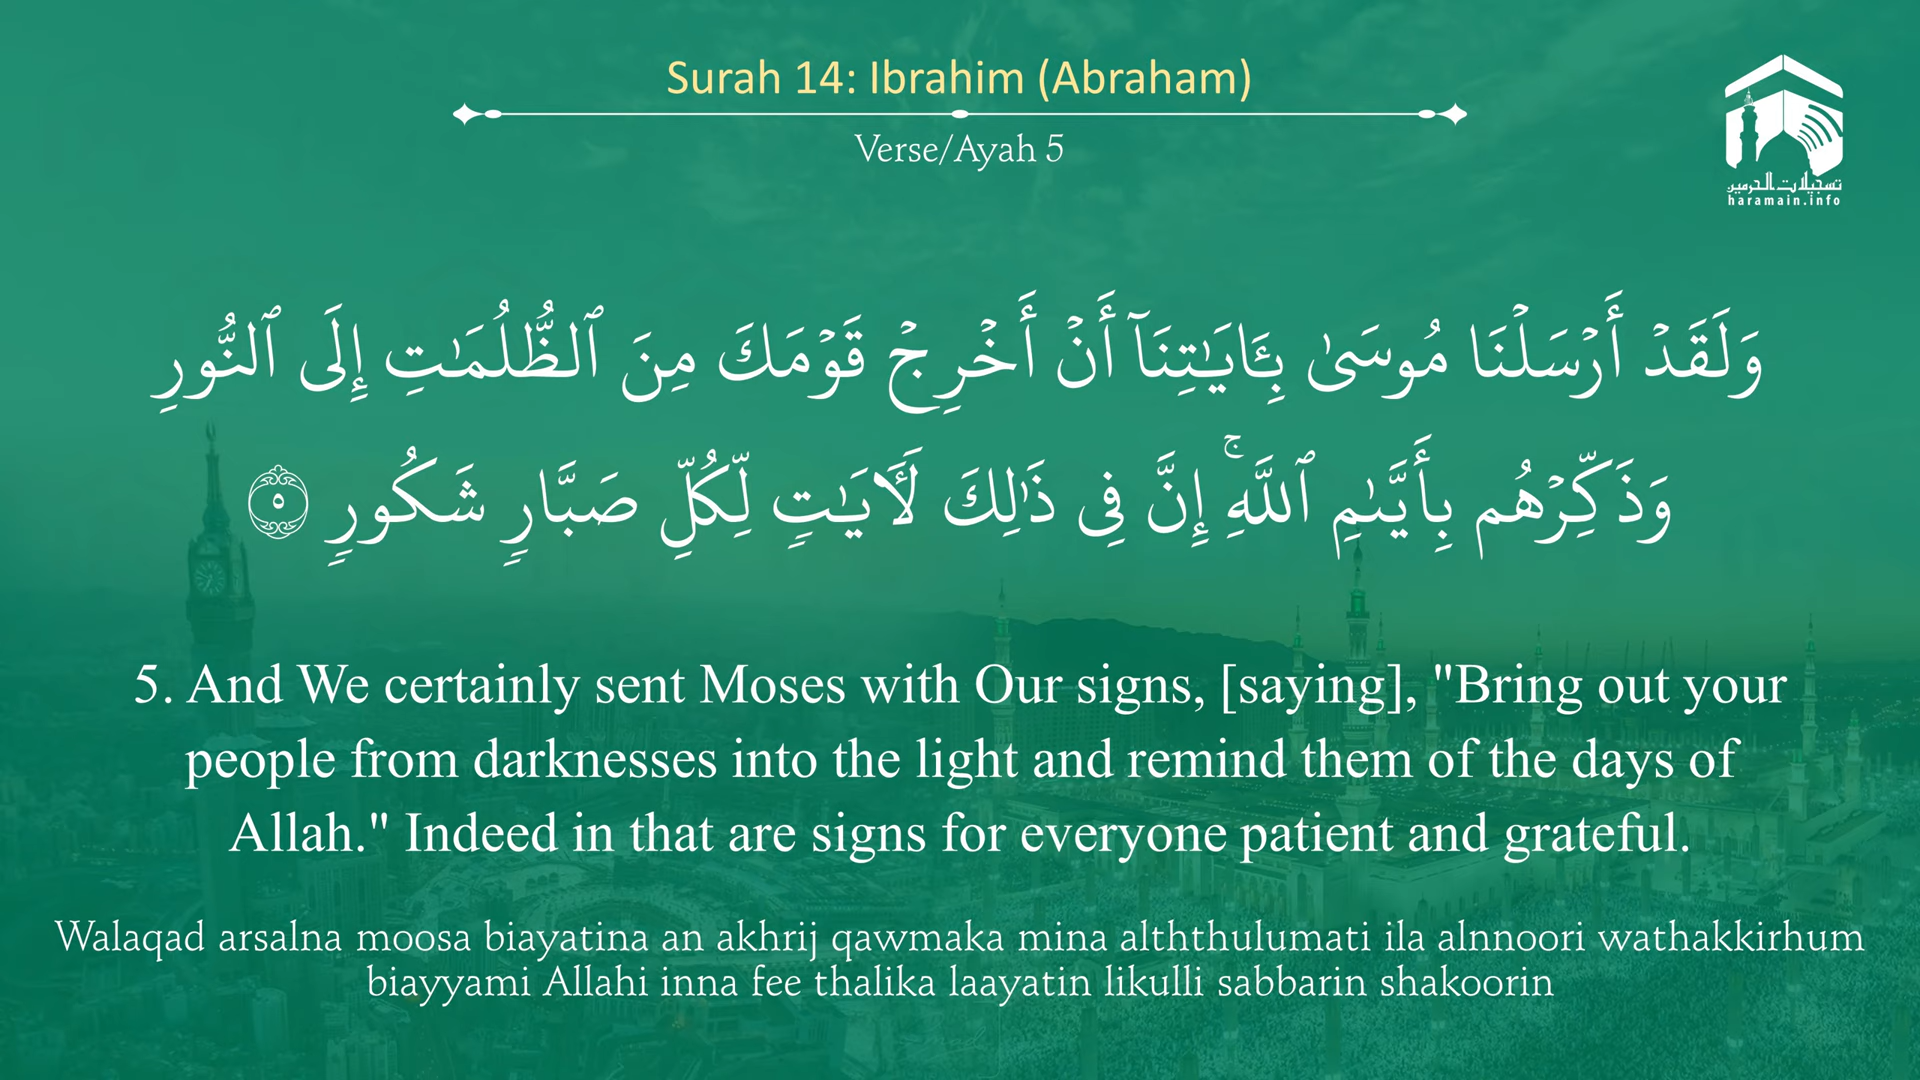 Surah 14: Ibrahim (Abraham)
Verse/Ayah 5
تسجيلات الحرمين
haramain.info
وَلَقَدْ أَرْسَلْنَا مُوسَىٰ بِـَٔايَـٰتِنَآ أَنْ أَخْرِجْ قَوْمَكَ مِنَ ٱلظُّلُمَـٰتِ إِلَى ٱلنُّورِ
وَذَكِّرْهُم بِأَيَّىٰمِ ٱللَّهِ ۚ إِنَّ فِى ذَٰلِكَ لَـَٔايَـٰتٍ لِّكُلِّ صَبَّارٍ شَكُورٍ ٥
5. And We certainly sent Moses with Our signs, [saying], "Bring out your
people from darknesses into the light and remind them of the days of
Allah." Indeed in that are signs for everyone patient and grateful.
Walaqad arsalna moosa biayatina an akhrij qawmaka mina alththulumati ila alnnoori wathakkirhum
biayyami Allahi inna fee thalika laayatin likulli sabbarin shakoorin